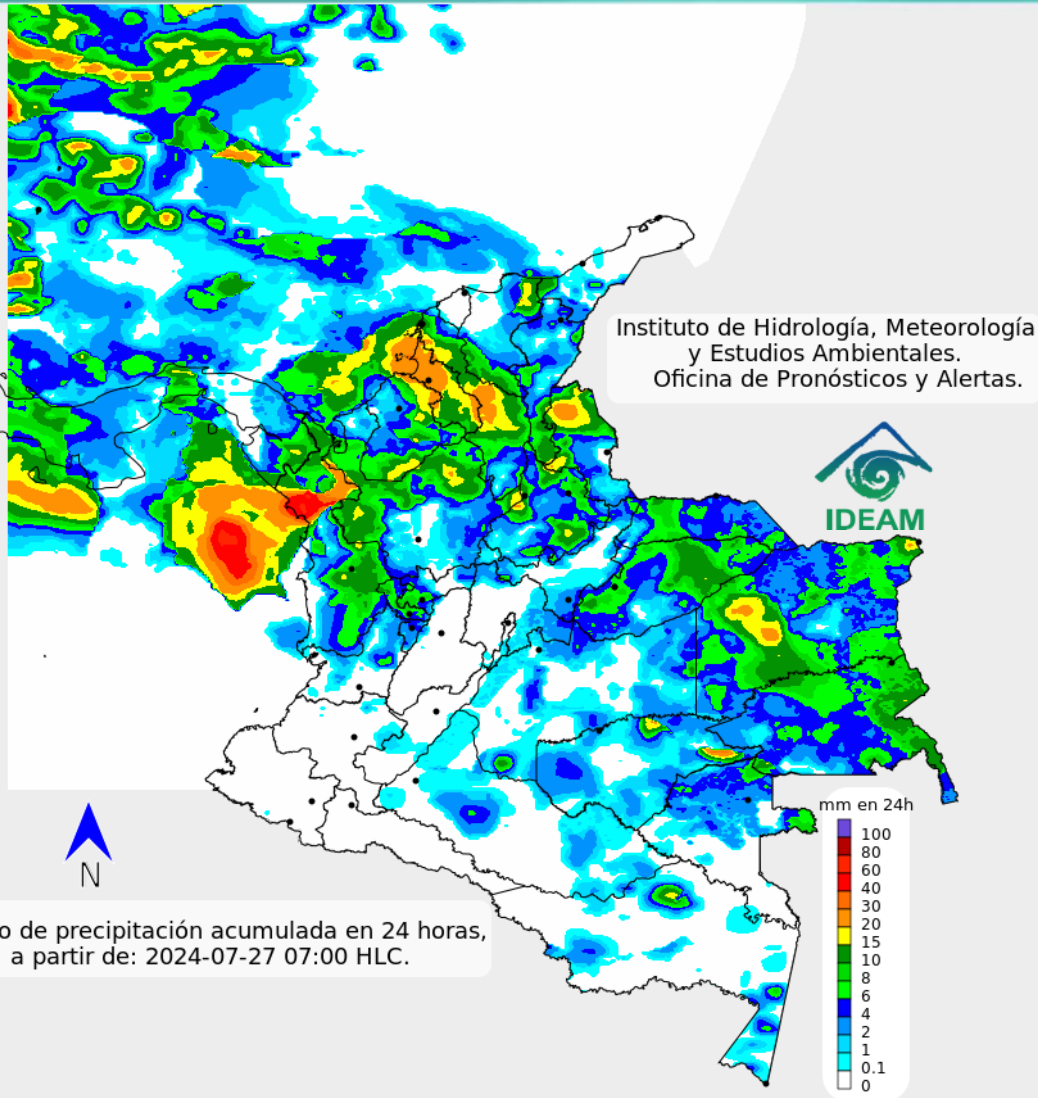 Instituto de Hidrología, Meteorología
y Estudios Ambientales.
Oficina de Pronósticos y Alertas.
IDEAM
mm en 24h
100
80
60
40
30
20
15
10
8
6
4
2
1
0.1
0
N
o de precipitación acumulada en 24 horas,
a partir de: 2024-07-27 07:00 HLC.